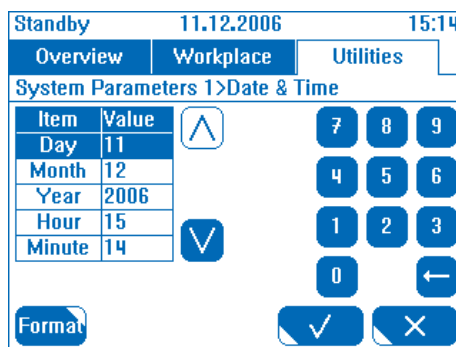 Standby 11.12.2006 15:14
Overview Workplace Utilities
System Parameters 1>Date & Time
Item Value
Day 11
Month 12
Year 2006
Hour 15
Minute 14
7 8 9
4 5 6
1 2 3
0 ←
Format ✓ ✕